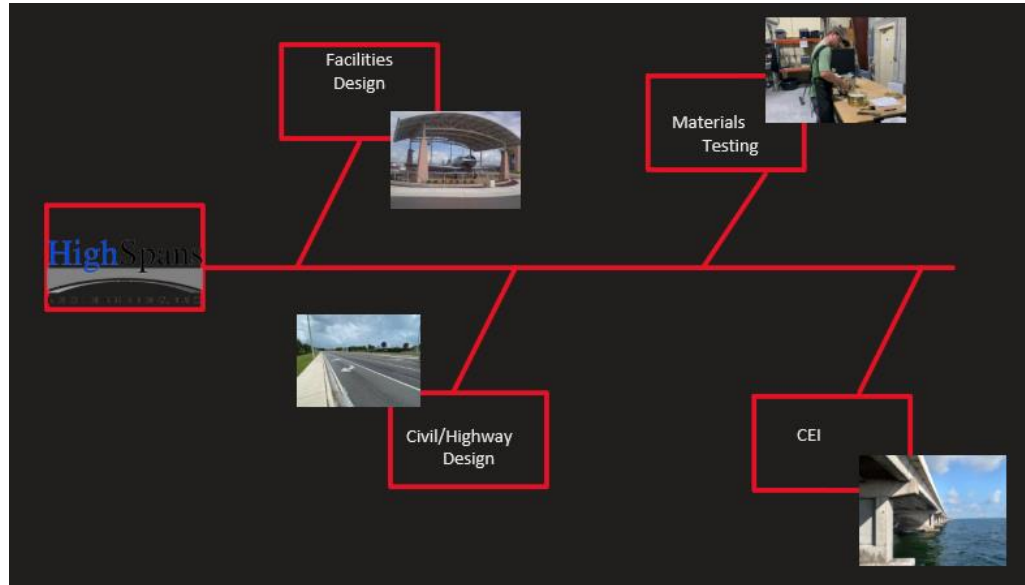 Facilities
Design
Materials
Testing
HighSpans
Civil/Highway
Design
CEI